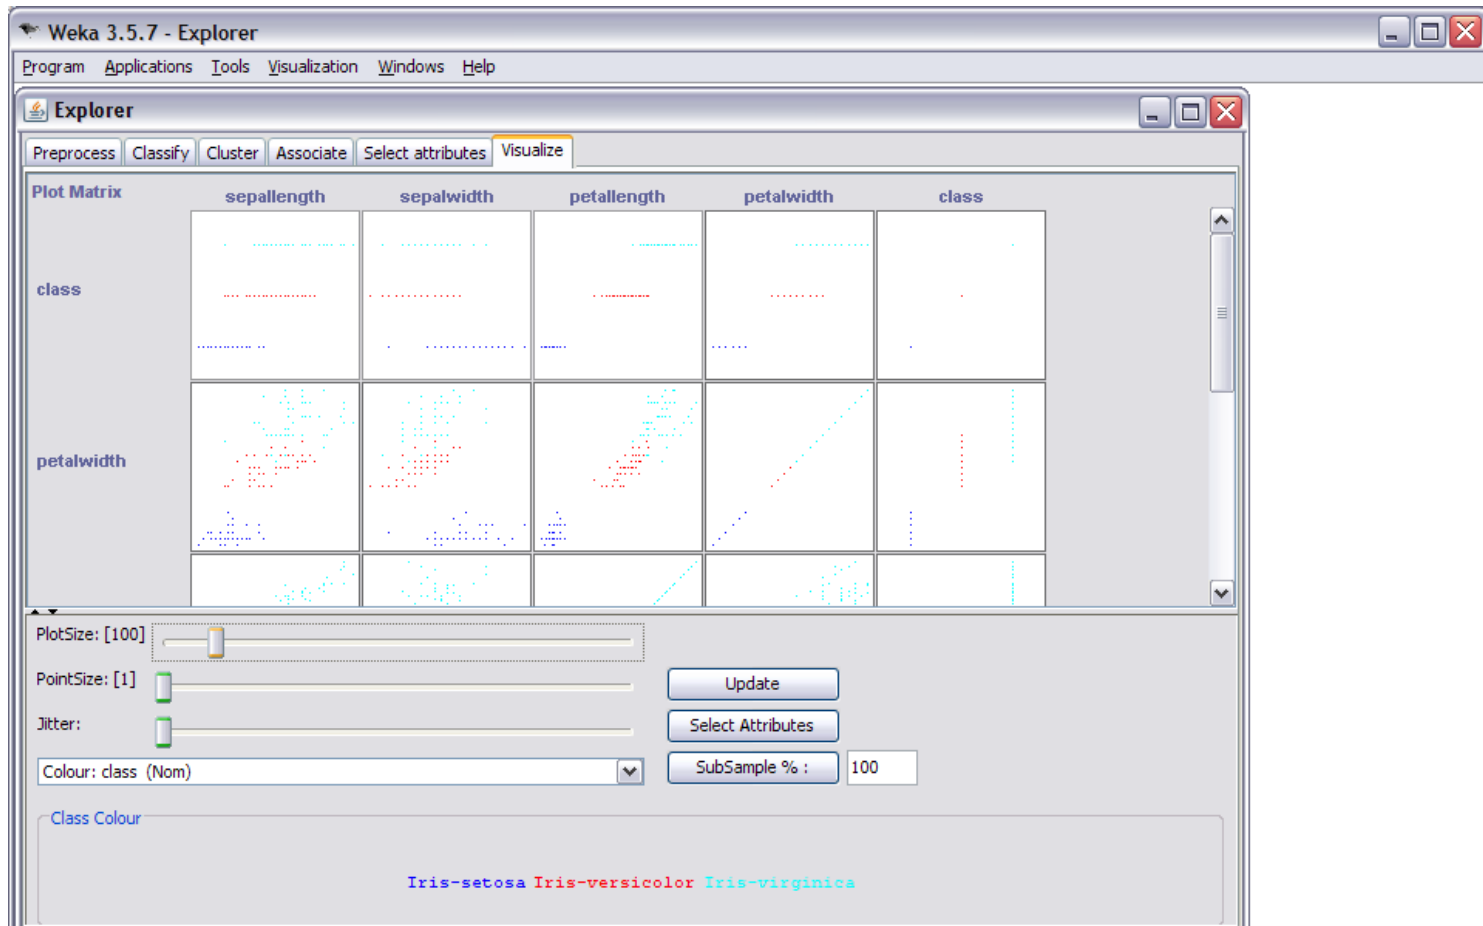 Weka 3.5.7 - Explorer
Program Applications Tools Visualization Windows Help
Explorer
Preprocess Classify Cluster Associate Select attributes Visualize
Plot Matrix sepallength sepalwidth petallength petalwidth class
class
petalwidth
PlotSize: [100]
PointSize: [1]
Update
Jitter:
Select Attributes
Colour: class (Nom)
SubSample % : 100
Class Colour
Iris-setosa Iris-versicolor Iris-virginica